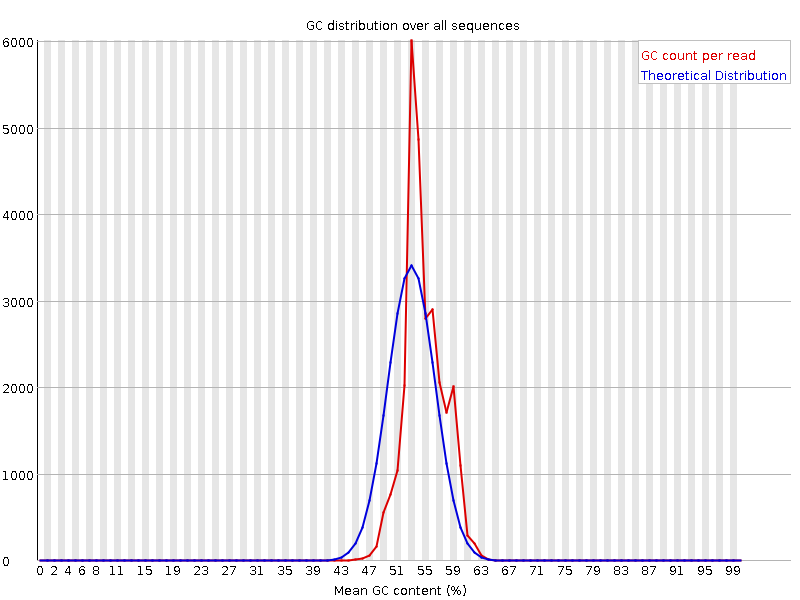 GC distribution over all sequences
GC count per read
Theoretical Distribution
6000
5000
4000
3000
2000
1000
0
0 2 4 6 8 11 15 19 23 27 31 35 39 43 47 51 55 59 63 67 71 75 79 83 87 91 95 99
Mean GC content (%)